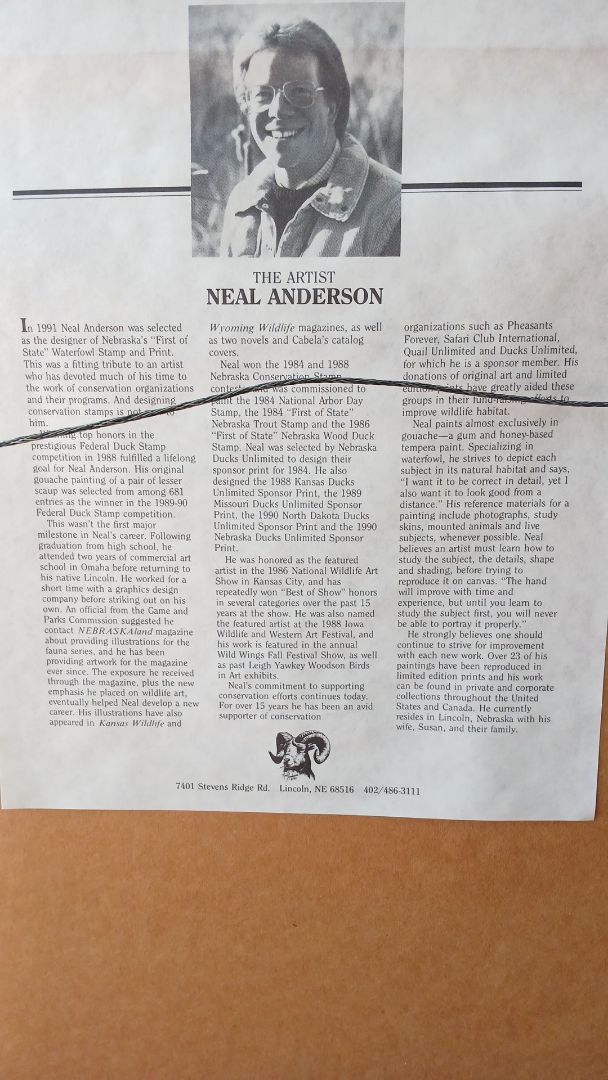 THE ARTIST
NEAL ANDERSON
In 1991 Neal Anderson was selected
as the designer of Nebraska's "First of
State" Waterfowl Stamp and Print.
This was a fitting tribute to an artist
who has devoted much of his time to
the work of conservation organizations
and their programs. And designing
conservation stamps is not
him.
top honors in the
prestigious Federal Duck Stamp
competition in 1988 fulfilled a lifelong
goal for Neal Anderson. His original
gouache painting of a pair of lesser
scaup was selected from among 681
entries as the winner in the 1989-90
Federal Duck Stamp competition.
This wasn't the first major
milestone in Neal's career. Following
graduation from high school, he
attended two years of commercial art
school in Omaha before returning to
his native Lincoln. He worked for a
short time with a graphics design
company before striking out on his
own. An official from the Game and
Parks Commission suggested he
contact NEBRASKAland magazine
about providing illustrations for the
fauna series, and he has been
providing artwork for the magazine
ever since. The exposure he received
through the magazine, plus the new
emphasis he placed on wildlife art,
eventually helped Neal develop a new
career. His illustrations have also
appeared in Kansas Wildlife and
Wyoming Wildlife magazines, as well
as two novels and Cabela's catalog
covers.
Neal won the 1984 and 1988
Nebraska Conservation Stamp
contests and was commissioned to
paint the 1984 National Arbor Day
Stamp, the 1984 "First of State"
Nebraska Trout Stamp and the 1986
"First of State" Nebraska Wood Duck
Stamp. Neal was selected by Nebraska
Ducks Unlimited to design their
sponsor print for 1984. He also
designed the 1988 Kansas Ducks
Unlimited Sponsor Print, the 1989
Missouri Ducks Unlimited Sponsor
Print, the 1990 North Dakota Ducks
Unlimited Sponsor Print and the 1990
Nebraska Ducks Unlimited Sponsor
Print.
He was honored as the featured
artist in the 1986 National Wildlife Art
Show in Kansas City, and has
repeatedly won "Best of Show" honors
in several categories over the past 15
years at the show. He was also named
the featured artist at the 1988 Iowa
Wildlife and Western Art Festival, and
his work is featured in the annual
Wild Wings Fall Festival Show, as well
as past Leigh Yawkey Woodson Birds
in Art exhibits.
Neal's commitment to supporting
conservation efforts continues today.
For over 15 years he has been an avid
supporter of conservation
organizations such as Pheasants
Forever, Safari Club International,
Quail Unlimited and Ducks Unlimited,
for which he is a sponsor member. His
donations of original art and limited
edition prints have greatly aided these
groups in their fund-raising efforts to
improve wildlife habitat.
Neal paints almost exclusively in
gouache—a gum and honey-based
tempera paint. Specializing in
waterfowl, he strives to depict each
subject in its natural habitat and says,
"I want it to be correct in detail, yet I
also want it to look good from a
distance." His reference materials for a
painting include photographs, study
skins, mounted animals and live
subjects, whenever possible. Neal
believes an artist must learn how to
study the subject, the details, shape
and shading, before trying to
reproduce it on canvas. "The hand
will improve with time and
experience, but until you learn to
study the subject first, you will never
be able to portray it properly."
He strongly believes one should
continue to strive for improvement
with each new work. Over 23 of his
paintings have been reproduced in
limited edition prints and his work
can be found in private and corporate
collections throughout the United
States and Canada. He currently
resides in Lincoln, Nebraska with his
wife, Susan, and their family.
7401 Stevens Ridge Rd. Lincoln, NE 68516 402/486-3111